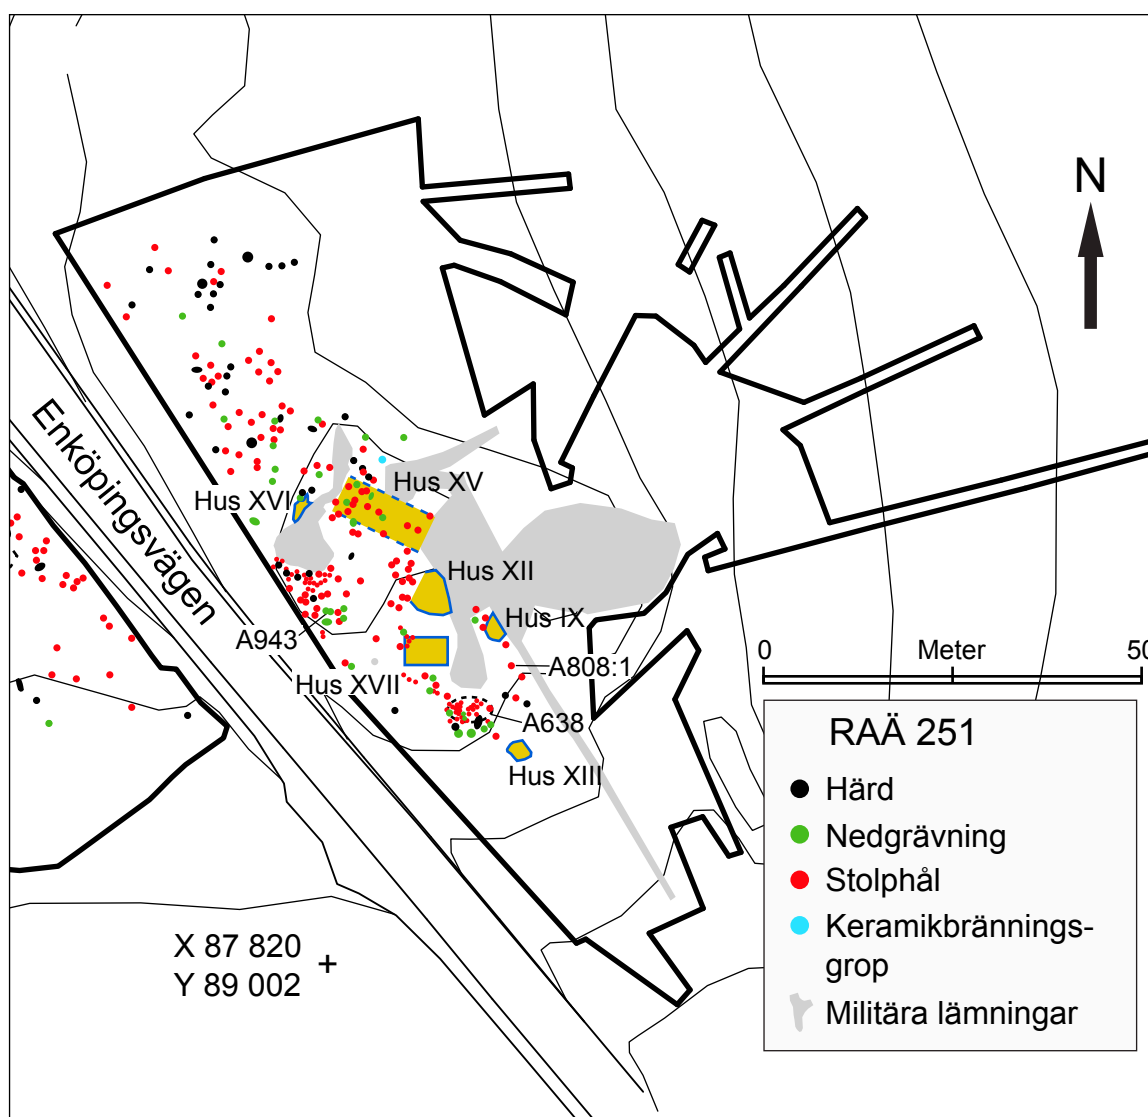 N
Enköpingsvägen
Hus XV
Hus XVI
Hus XII
Hus IX
A943
A808:1
Hus XVII
A638
Hus XIII
0 Meter 50
RAÄ 251
Härd
Nedgrävning
Stolphål
Keramikbrännings-
grop
Militära lämningar
X 87 820
Y 89 002